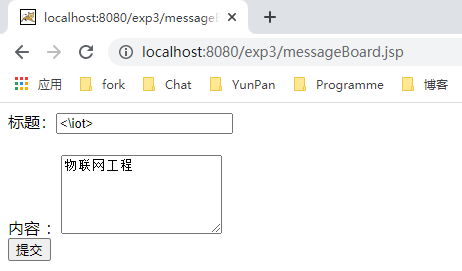 localhost:8080/exp3/messageBo
localhost:8080/exp3/messageBoard.jsp
应用 fork Chat YunPan Programme 博客
标题: <\iot>
物联网工程
内容 :
提交